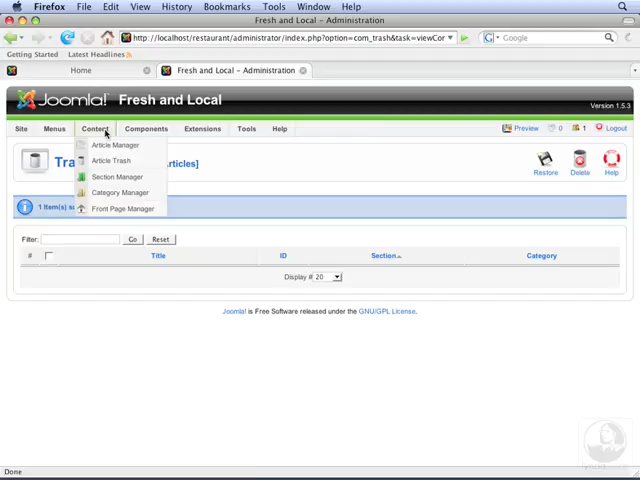 Firefox File Edit View History Bookmarks Tools Window Help
Fresh and Local - Administration
http://localhost/restaurant/administrator/index.php?option=com_trash&task=viewCor
Google
Getting Started Latest Headlines
Home
Fresh and Local - Administration
Joomla! Fresh and Local
Version 1.5.3
Site Menus Content Components Extensions Tools Help
Preview 0 1 Logout
Article Manager
Article Trash
Section Manager
Category Manager
Front Page Manager
Tra
rticles]
Restore Delete Help
1 Item(s) s
Filter: Go Reset
# Title ID Section Category
Display # 20
Joomla! is Free Software released under the GNU/GPL License.
Done